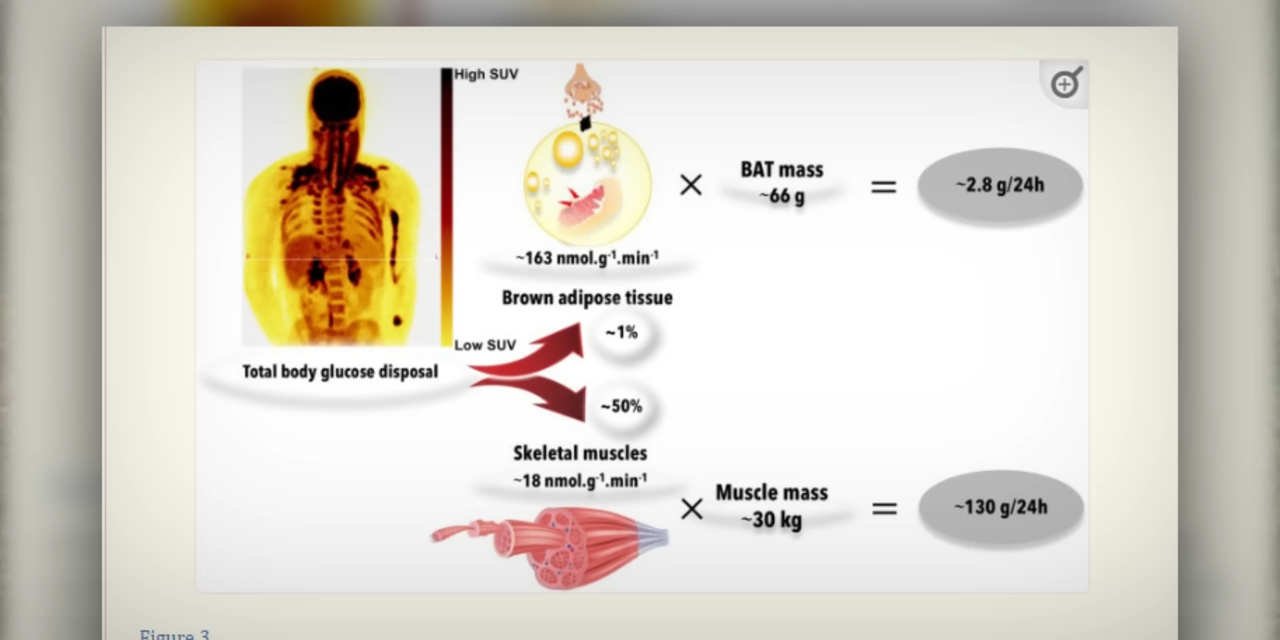 High SUV
BAT mass
~66 g
~2.8 g/24h
~163 nmol.g⁻¹.min⁻¹
Brown adipose tissue
~1%
Low SUV
Total body glucose disposal
~50%
Skeletal muscles
~18 nmol.g⁻¹.min⁻¹
×
Muscle mass
~30 kg
=
~130 g/24h
Figure 3